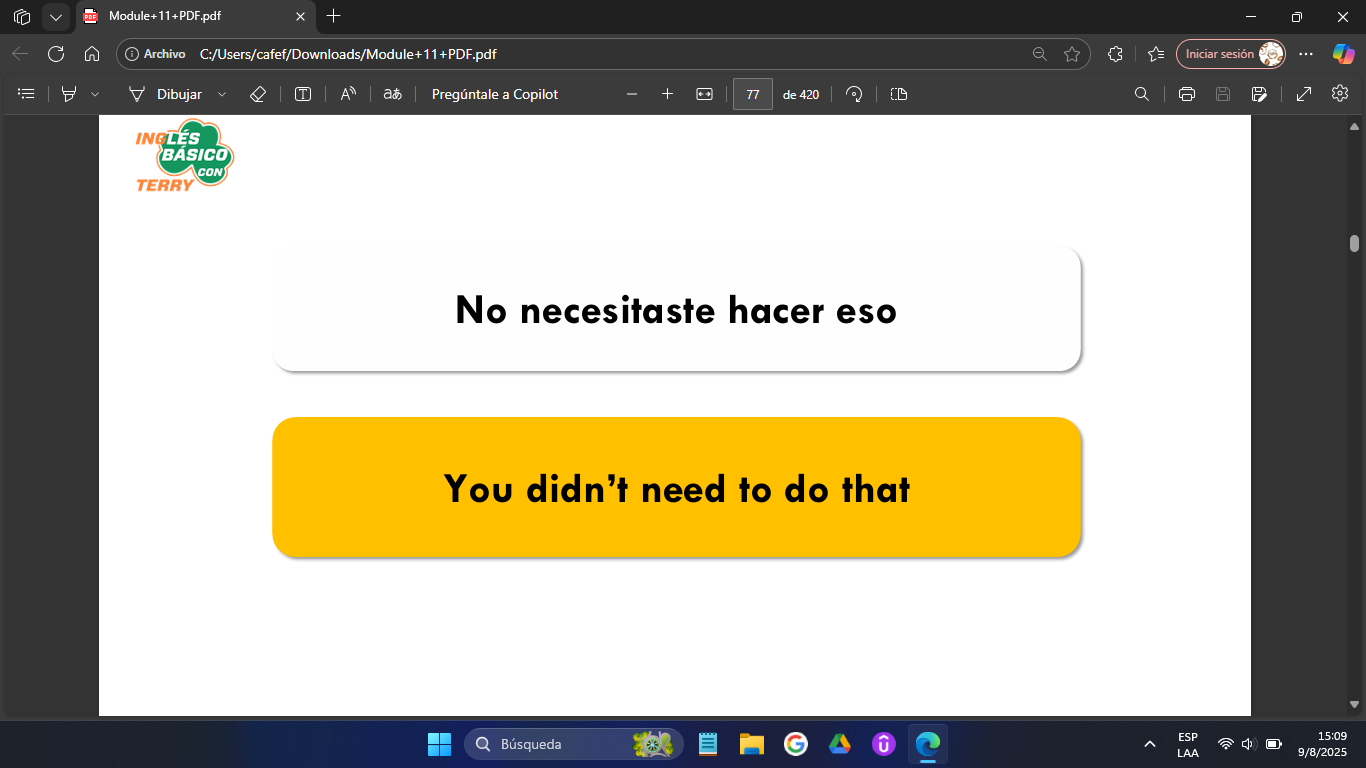 Module+11+PDF.pdf
Archivo C:/Users/cafef/Downloads/Module+11+PDF.pdf
Iniciar sesión
Dibujar
Pregúntale a Copilot
77 de 420
INGLÉS
BÁSICO
CON
TERRY
No necesitaste hacer eso
You didn’t need to do that
Búsqueda
ESP
LAA
15:09
9/8/2025